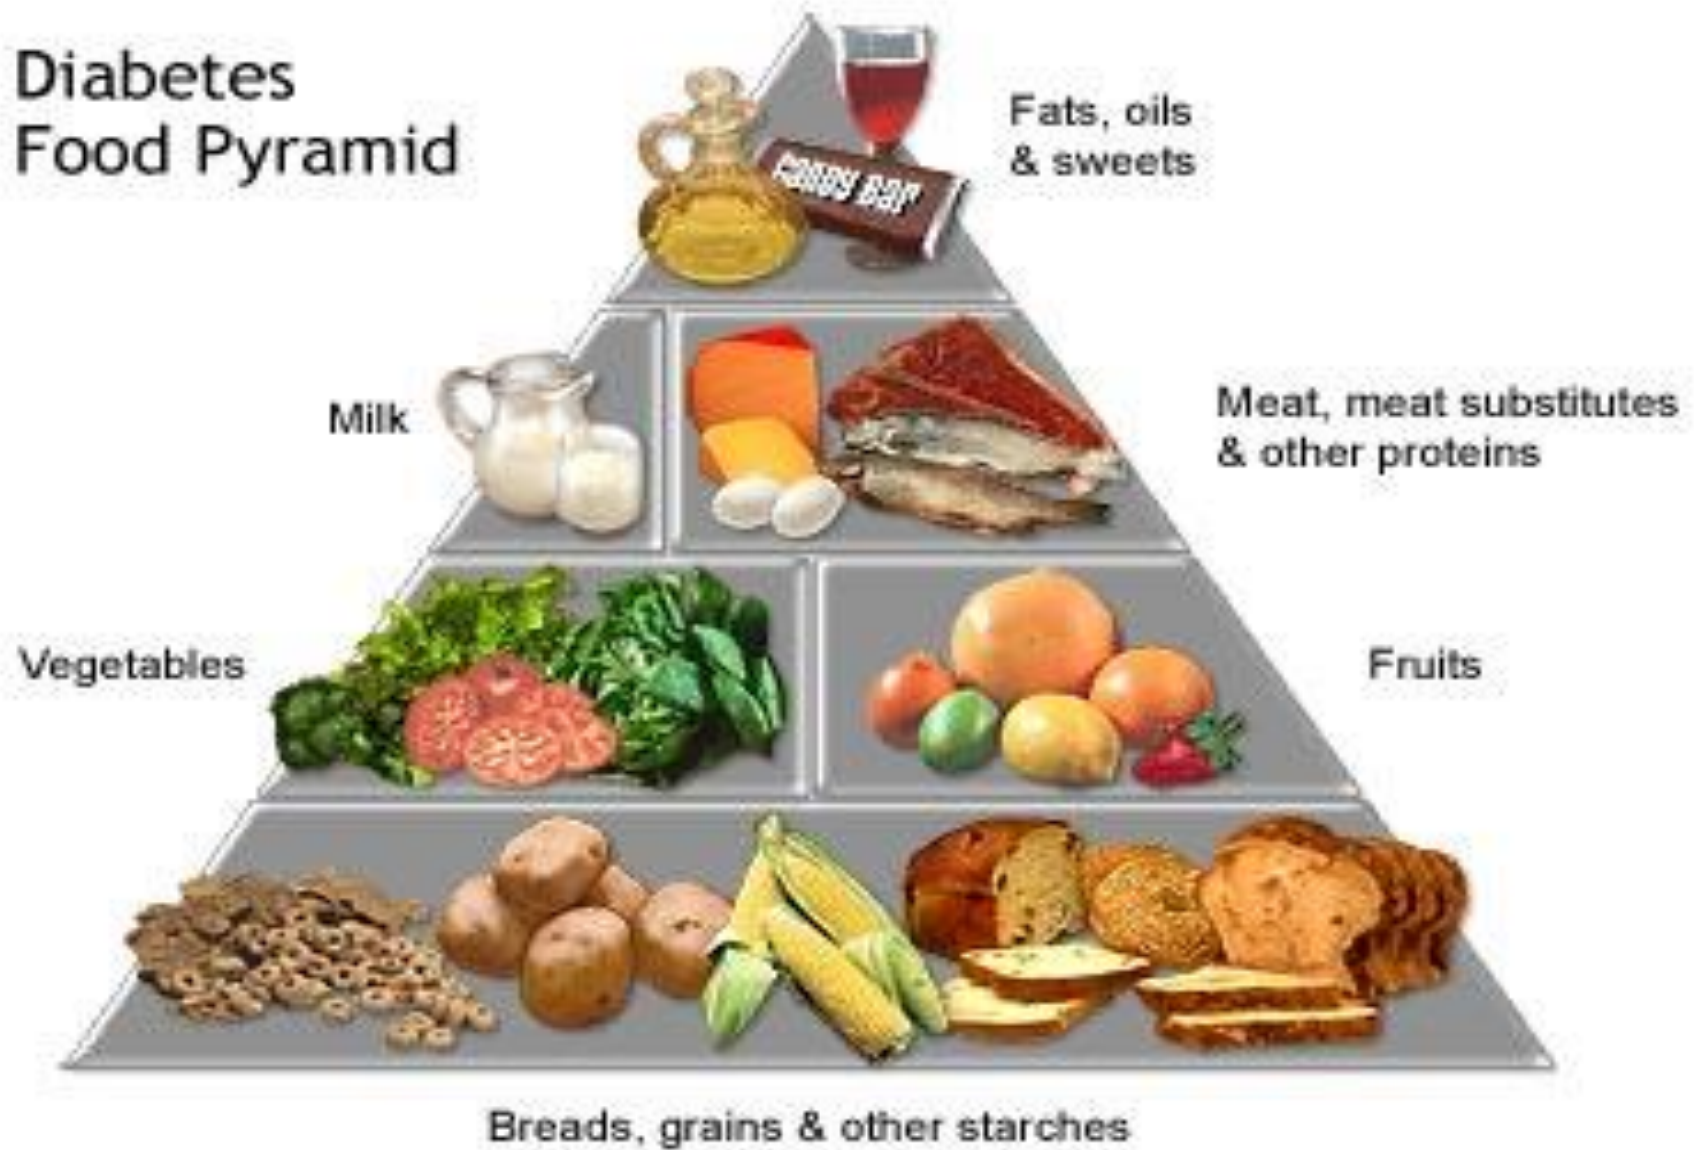 Diabetes
Food Pyramid
Fats, oils
& sweets
candy bar
Milk
Meat, meat substitutes
& other proteins
Vegetables
Fruits
Breads, grains & other starches